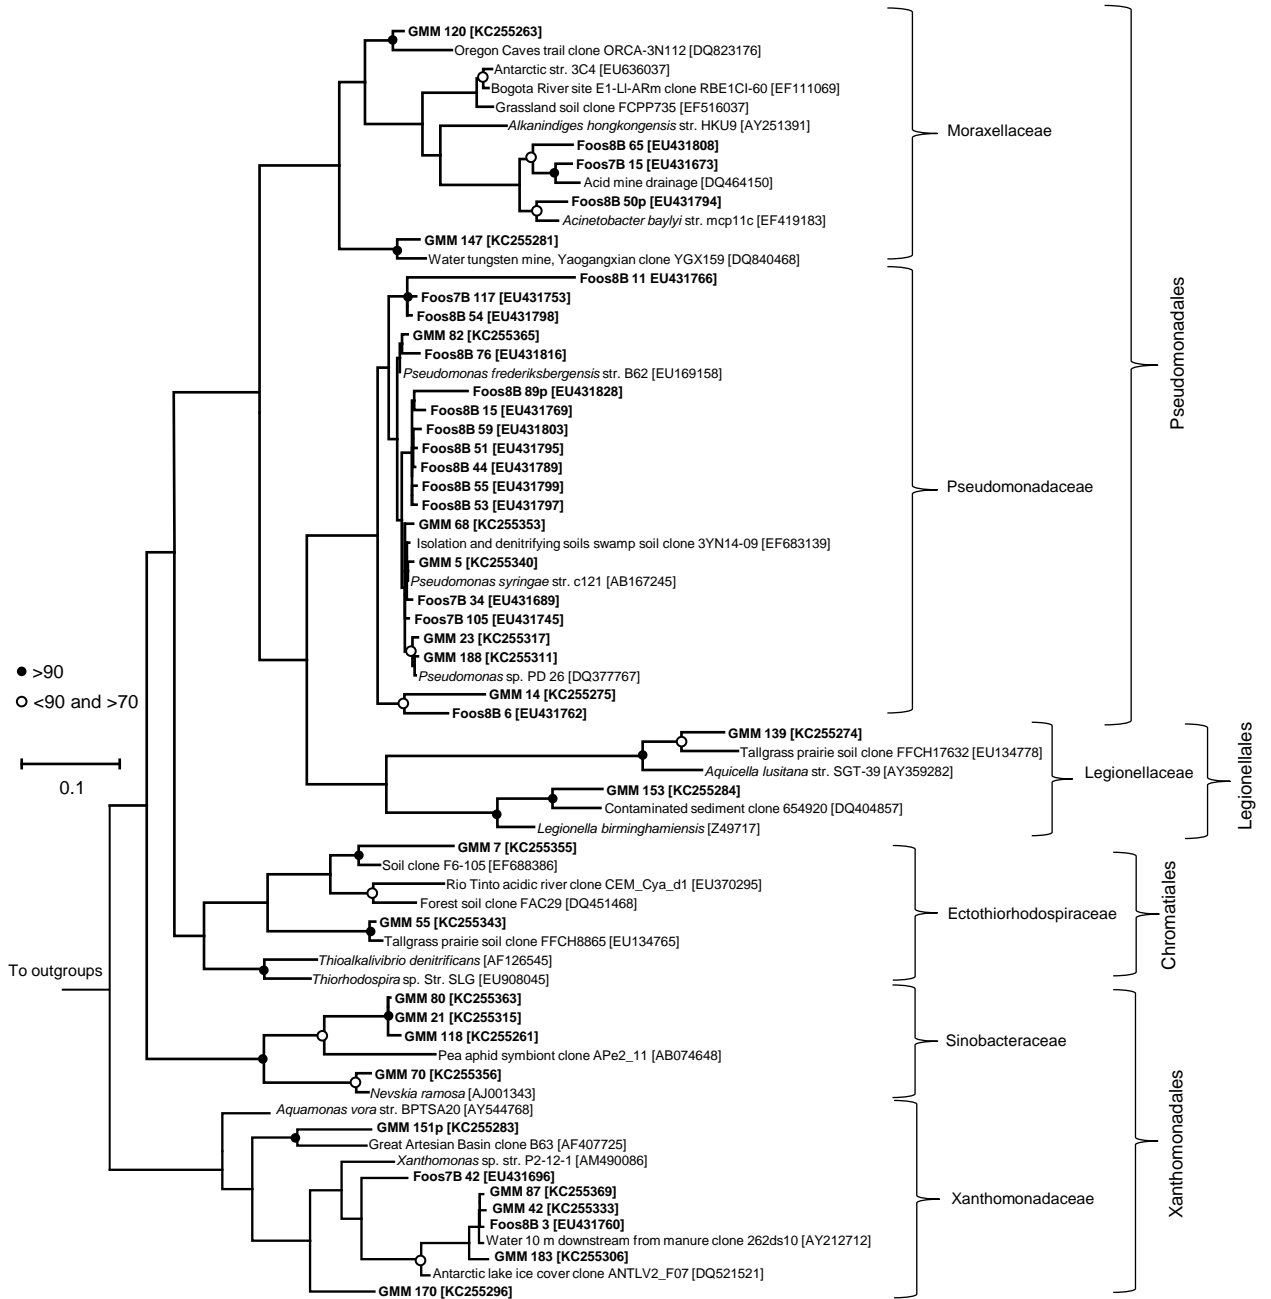 GMM 120 [KC255263]
Oregon Caves trail clone ORCA-3N112 [DQ823176]
Antarctic str. 3C4 [EU636037]
Bogota River site E1-LI-ARm clone RBE1CI-60 [EF111069]
Grassland soil clone FCPP735 [EF516037]
Alkanindiges hongkongensis str. HKU9 [AY251391]
Foos8B 65 [EU431808]
Foos7B 15 [EU431673]
Acid mine drainage [DQ464150]
Foos8B 50p [EU431794]
Acinetobacter baylyi str. mcp11c [EF419183]
GMM 147 [KC255281]
Water tungsten mine, Yaogangxian clone YGX159 [DQ840468]
Moraxellaceae
Foos8B 11 EU431766]
Foos7B 117 [EU431753]
Foos8B 54 [EU431798]
GMM 82 [KC255365]
Foos8B 76 [EU431816]
Pseudomonas frederiksbergensis str. B62 [EU169158]
Foos8B 89p [EU431828]
Foos8B 15 [EU431769]
Foos8B 59 [EU431803]
Foos8B 51 [EU431795]
Foos8B 44 [EU431789]
Foos8B 55 [EU431799]
Foos8B 53 [EU431797]
GMM 68 [KC255353]
Isolation and denitrifying soils swamp soil clone 3YN14-09 [EF683139]
GMM 5 [KC255340]
Pseudomonas syringae str. c121 [AB167245]
Foos7B 34 [EU431689]
Foos7B 105 [EU431745]
GMM 23 [KC255317]
GMM 188 [KC255311]
Pseudomonas sp. PD 26 [DQ377767]
GMM 14 [KC255275]
Foos8B 6 [EU431762]
Pseudomonadaceae
Pseudomonadales
GMM 139 [KC255274]
Tallgrass prairie soil clone FFCH17632 [EU134778]
Aquicella lusitana str. SGT-39 [AY359282]
GMM 153 [KC255284]
Contaminated sediment clone 654920 [DQ404857]
Legionella birminghamiensis [Z49717]
Legionellaceae
Legionellales
GMM 7 [KC255355]
Soil clone F6-105 [EF688386]
Rio Tinto acidic river clone CEM_Cya_d1 [EU370295]
Forest soil clone FAC29 [DQ451468]
GMM 55 [KC255343]
Tallgrass prairie soil clone FFCH8865 [EU134765]
Thioalkalivibrio denitrificans [AF126545]
Thiorhodospira sp. Str. SLG [EU908045]
Ectothiorhodospiraceae
Chromatiales
GMM 80 [KC255363]
GMM 21 [KC255315]
GMM 118 [KC255261]
Pea aphid symbiont clone APe2_11 [AB074648]
GMM 70 [KC255356]
Nevskia ramosa [AJ001343]
Sinobacteraceae
Aquamonas vora str. BPTSA20 [AY544768]
GMM 151p [KC255283]
Great Artesian Basin clone B63 [AF407725]
Xanthomonas sp. str. P2-12-1 [AM490086]
Foos7B 42 [EU431696]
GMM 87 [KC255369]
GMM 42 [KC255333]
Foos8B 3 [EU431760]
Water 10 m downstream from manure clone 262ds10 [AY212712]
GMM 183 [KC255306]
Antarctic lake ice cover clone ANTLV2_F07 [DQ521521]
GMM 170 [KC255296]
Xanthomonadaceae
Xanthomonadales
>90
<90 and >70
0.1
To outgroups